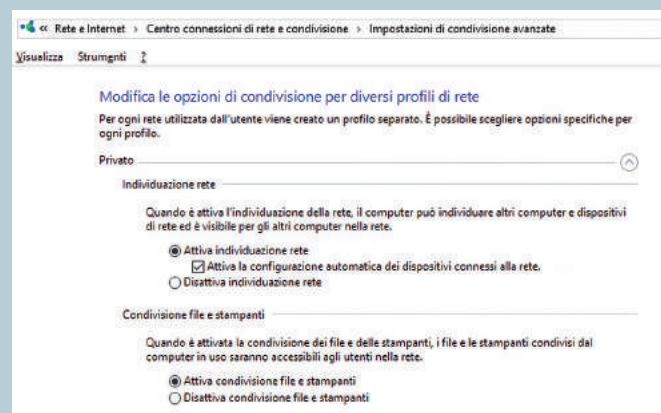 « Rete e Internet > Centro connessioni di rete e condivisione > Impostazioni di condivisione avanzate
Visualizza Strumenti ?
Modifica le opzioni di condivisione per diversi profili di rete
Per ogni rete utilizzata dall'utente viene creato un profilo separato. È possibile scegliere opzioni specifiche per
ogni profilo.
Privato
Individuazione rete
Quando è attiva l'individuazione della rete, il computer può individuare altri computer e dispositivi
di rete ed è visibile per gli altri computer nella rete.
Attiva individuazione rete
Attiva la configurazione automatica dei dispositivi connessi alla rete.
Disattiva individuazione rete
Condivisione file e stampanti
Quando è attivata la condivisione dei file e delle stampanti, i file e le stampanti condivisi dal
computer in uso saranno accessibili agli utenti nella rete.
Attiva condivisione file e stampanti
Disattiva condivisione file e stampanti